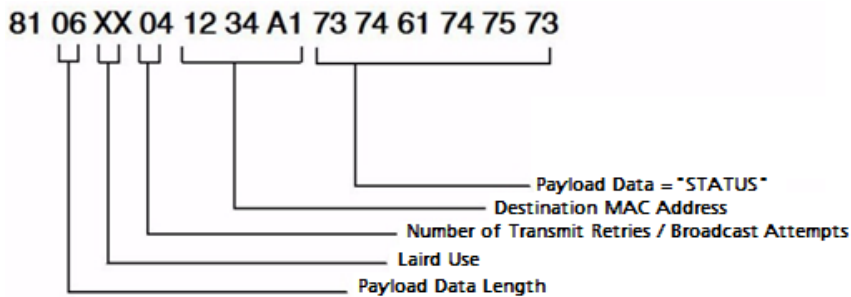 81 06 XX 04 12 34 A1 73 74 61 74 75 73
Payload Data = "STATUS"
Destination MAC Address
Number of Transmit Retries / Broadcast Attempts
Laird Use
Payload Data Length